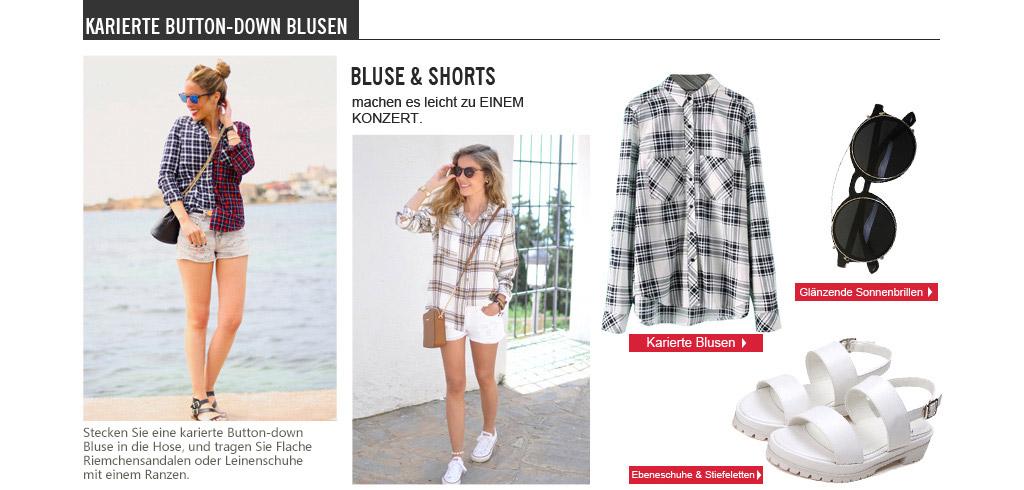 KARIERTE BUTTON-DOWN BLUSEN
Stecken Sie eine karierte Button-down
Bluse in die Hose, und tragen Sie Flache
Riemchensandalen oder Leinenschuhe
mit einem Ranzen.
BLUSE & SHORTS
machen es leicht zu EINEM
KONZERT.
Karierte Blusen
Glänzende Sonnenbrillen
Ebeneschuhe & Stiefeletten